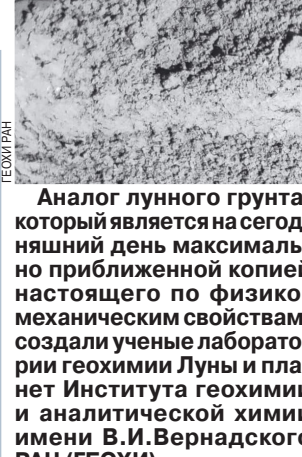 ГЕОХИ РАН
Аналог лунного грунта
который является на сегод
няшний день максималь
но приближенной копией
настоящего по физико
механическим свойствам
создали ученые лаборато
рии геохимии Луны и пла
нет Института геохимии
и аналитической химии
имени В.И.Вернадского
РАН (ГЕОХИ)